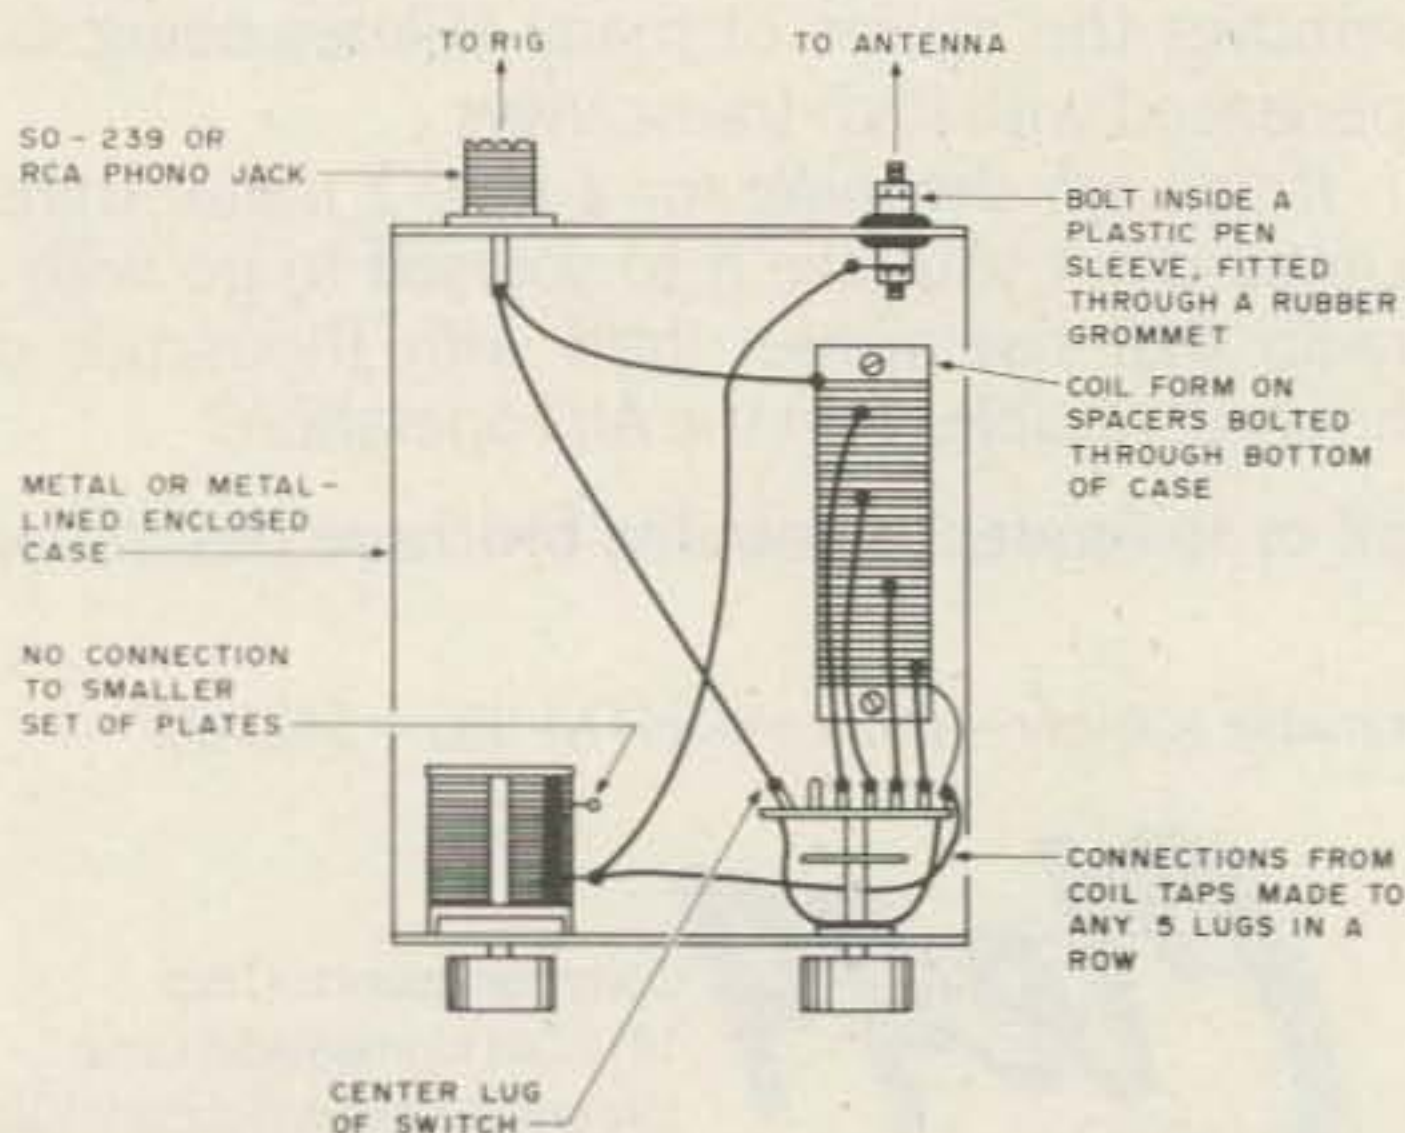 TO RIG
TO ANTENNA
SO-239 OR
RCA PHONO JACK
BOLT INSIDE A
PLASTIC PEN
SLEEVE, FITTED
THROUGH A RUBBER
GROMMET
COIL FORM ON
SPACERS BOLTED
THROUGH BOTTOM
OF CASE
METAL OR METAL-
LINED ENCLOSED
CASE
NO CONNECTION
TO SMALLER
SET OF PLATES
CONNECTIONS FROM
COIL TAPS MADE TO
ANY 5 LUGS IN A
ROW
CENTER LUG
OF SWITCH